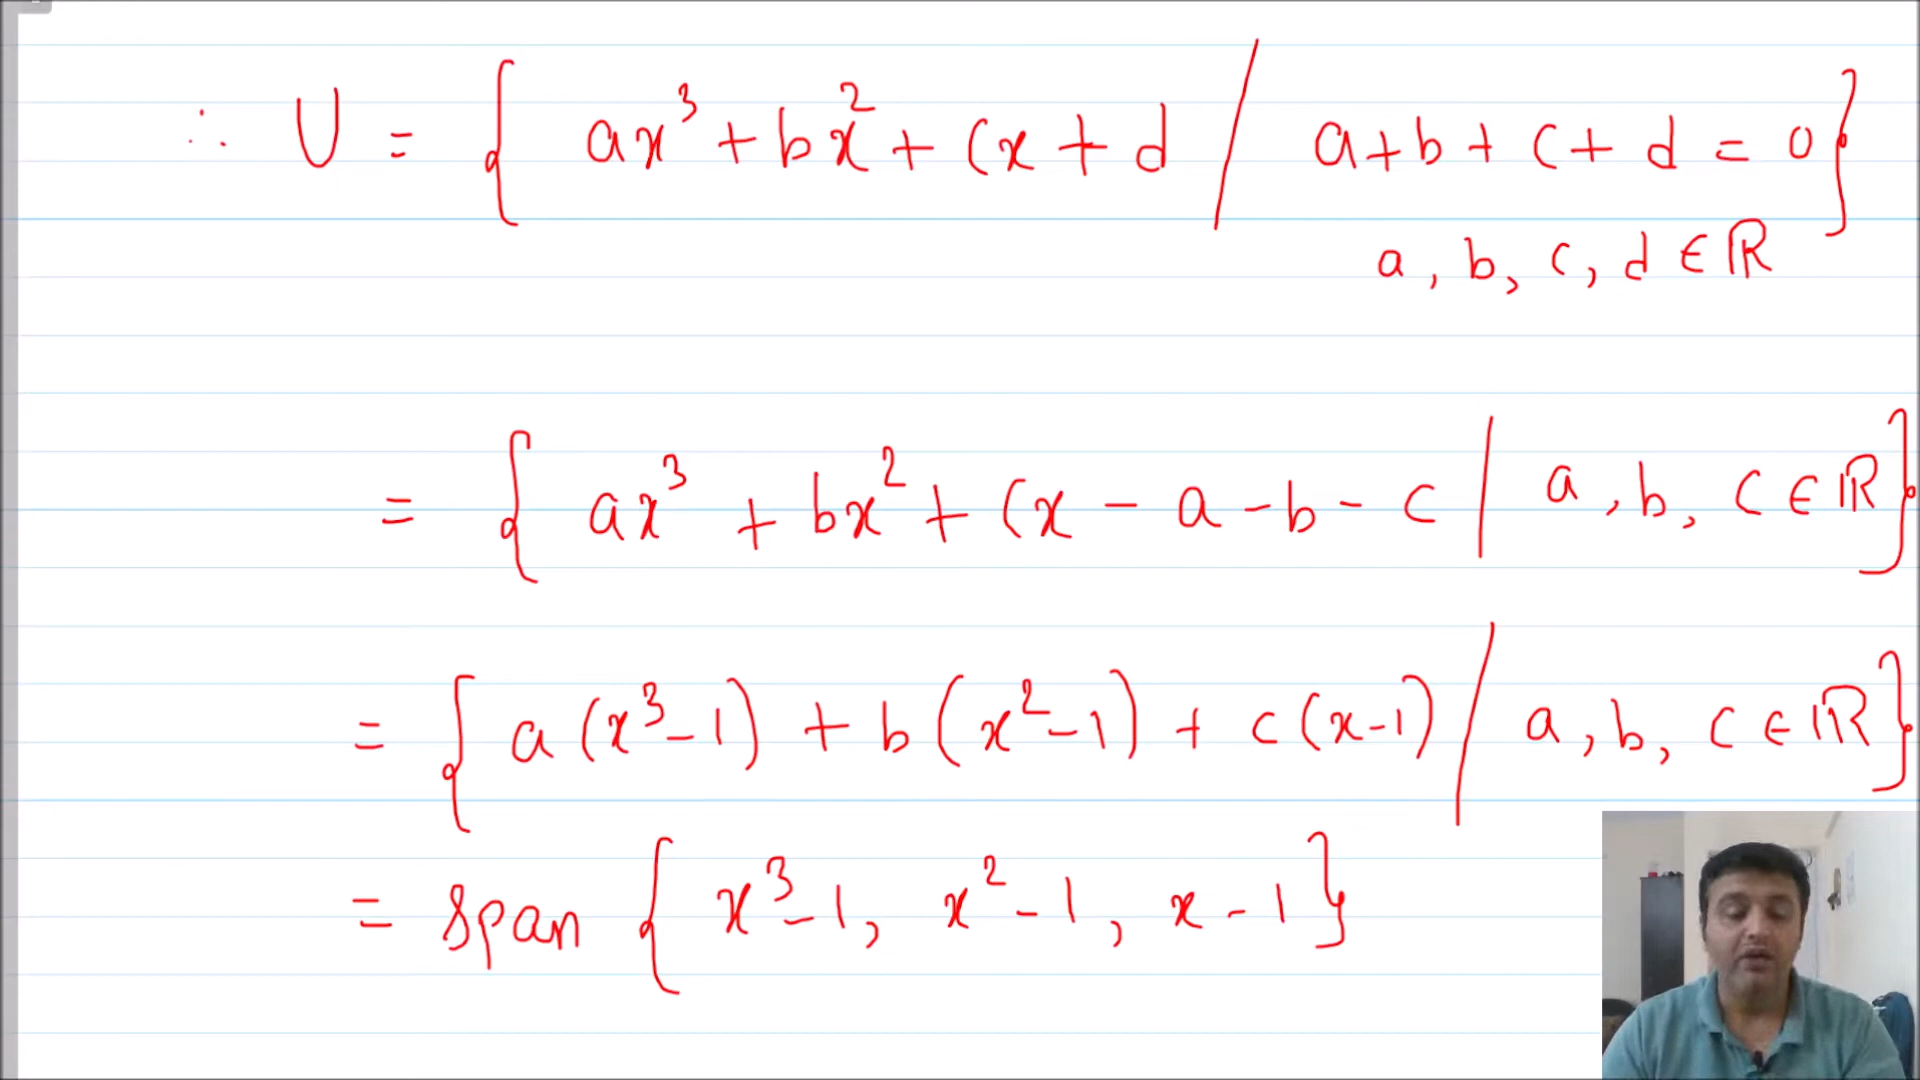 ∴ U = { ax³ + bx² + cx + d / a + b + c + d = 0 }
a, b, c, d ∈ ℝ
= { ax³ + bx² + cx - a - b - c | a, b, c ∈ ℝ }
= { a(x³-1) + b(x²-1) + c(x-1) / a, b, c ∈ ℝ }
= span { x³-1, x²-1, x-1 }